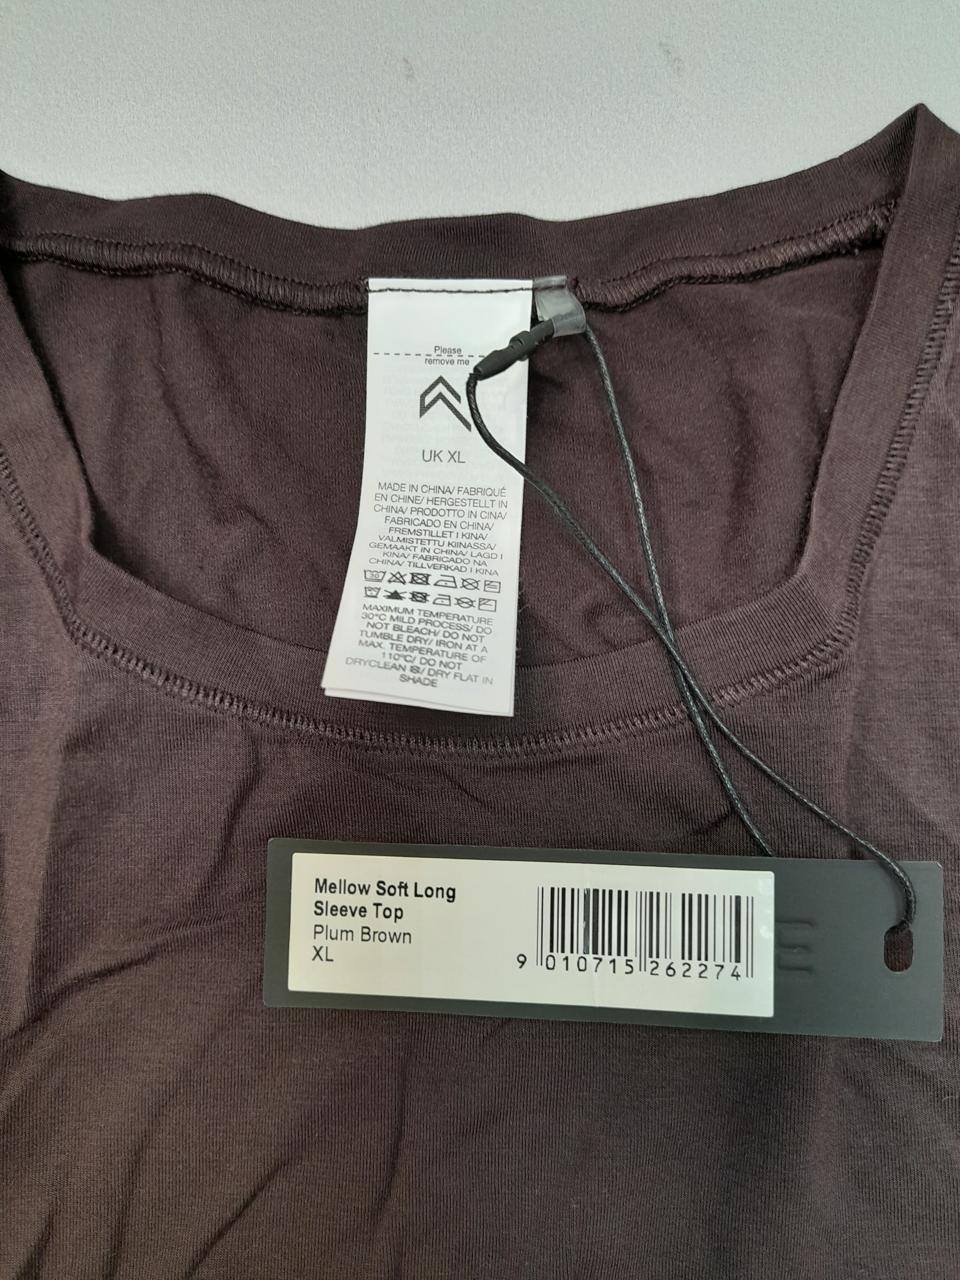 Please
remove me
UK XL
MADE IN CHINA/ FABRIQUÉ
EN CHINE/ HERGESTELLT IN
CHINA/ PRODOTTO IN CINA/
FABRICADO EN CHINA/
FREMSTILLET I KINA/
VALMISTETTU KIINASSA/
GEMAAKT IN CHINA/ LAGD I
KINA/ FABRICADO NA
CHINA/ TILLVERKAD I KINA
30
MAXIMUM TEMPERATURE
30°C MILD PROCESS/ DO
NOT BLEACH/ DO NOT
TUMBLE DRY/ IRON AT A
MAX. TEMPERATURE OF
110°C/ DO NOT
DRYCLEAN / DRY FLAT IN
SHADE
Mellow Soft Long
Sleeve Top
Plum Brown
XL
9 010715 262274
E